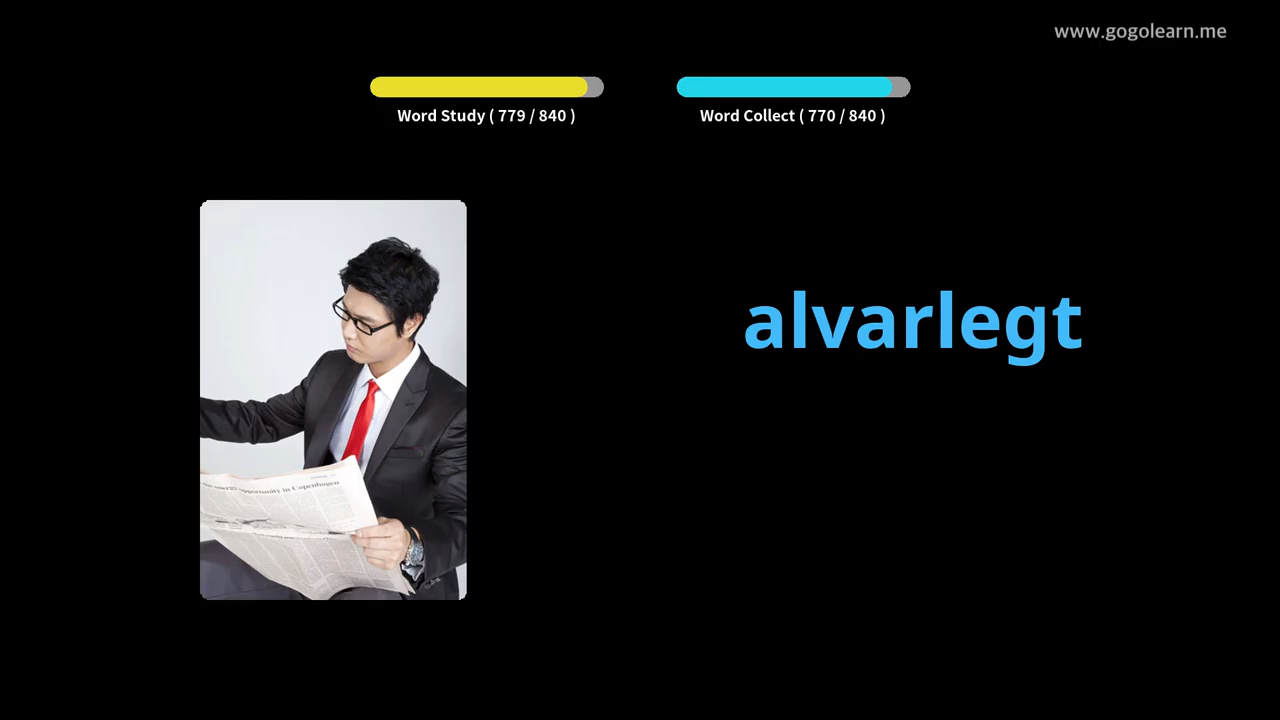 www.gogolearn.me
Word Study ( 779 / 840 )
Word Collect ( 770 / 840 )
alvarlegt
opportunity in Copenhagen